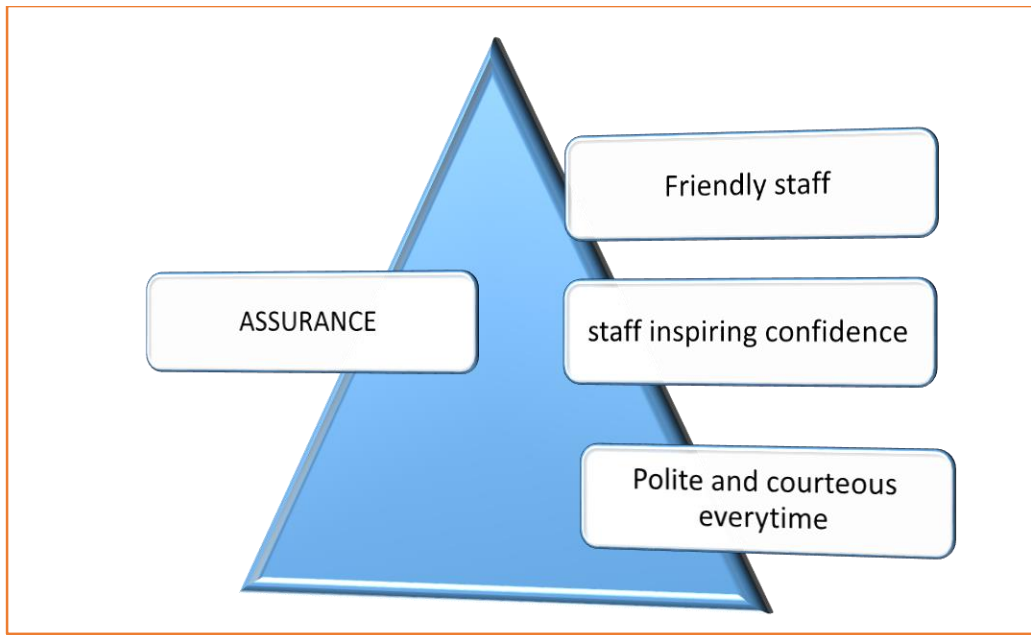 Friendly staff
ASSURANCE
staff inspiring confidence
Polite and courteous
everytime